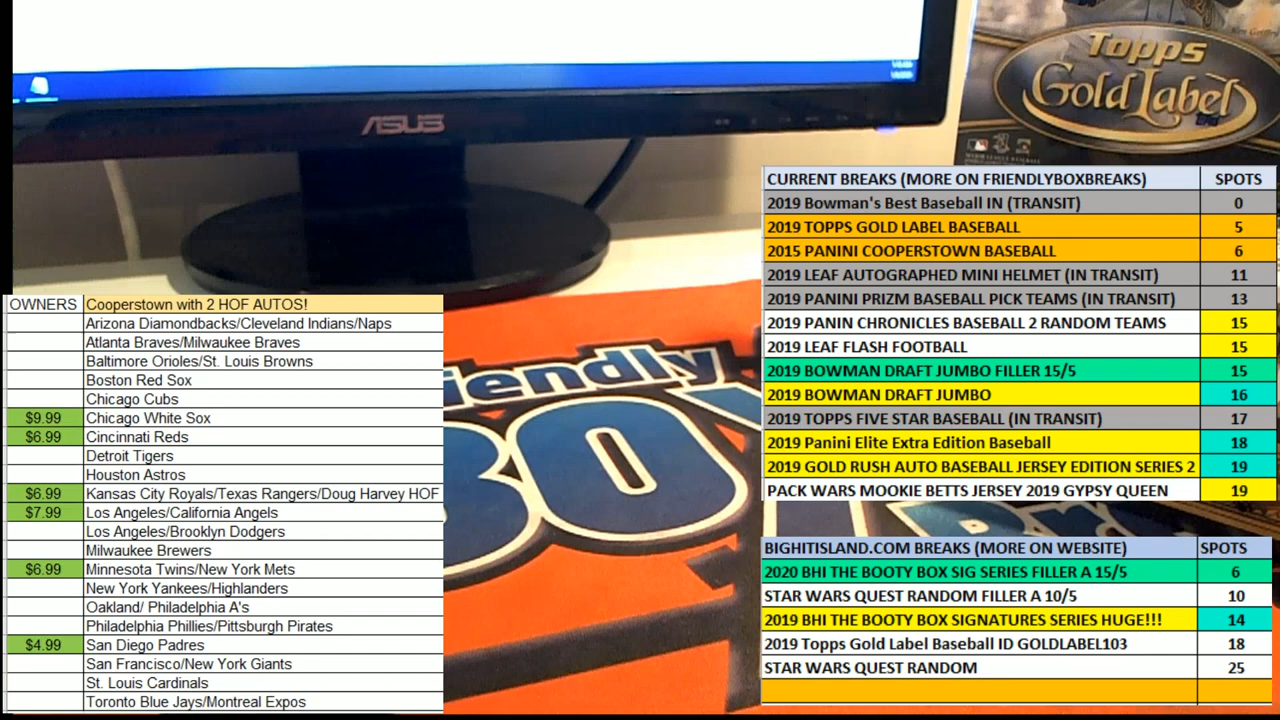 Topps
Gold Label
ASUS
CURRENT BREAKS (MORE ON FRIENDLYBOXBREAKS) SPOTS
2019 Bowman's Best Baseball IN (TRANSIT) 0
2019 TOPPS GOLD LABEL BASEBALL 5
2015 PANINI COOPERSTOWN BASEBALL 6
2019 LEAF AUTOGRAPHED MINI HELMET (IN TRANSIT) 11
2019 PANINI PRIZM BASEBALL PICK TEAMS (IN TRANSIT) 13
2019 PANIN CHRONICLES BASEBALL 2 RANDOM TEAMS 15
2019 LEAF FLASH FOOTBALL 15
2019 BOWMAN DRAFT JUMBO FILLER 15/5 15
2019 BOWMAN DRAFT JUMBO 16
2019 TOPPS FIVE STAR BASEBALL (IN TRANSIT) 17
2019 Panini Elite Extra Edition Baseball 18
2019 GOLD RUSH AUTO BASEBALL JERSEY EDITION SERIES 2 19
PACK WARS MOOKIE BETTS JERSEY 2019 GYPSY QUEEN 19
OWNERS Cooperstown with 2 HOF AUTOS!
Arizona Diamondbacks/Cleveland Indians/Naps
Atlanta Braves/Milwaukee Braves
Baltimore Orioles/St. Louis Browns
Boston Red Sox
Chicago Cubs
$9.99 Chicago White Sox
$6.99 Cincinnati Reds
Detroit Tigers
Houston Astros
$6.99 Kansas City Royals/Texas Rangers/Doug Harvey HOF
$7.99 Los Angeles/California Angels
Los Angeles/Brooklyn Dodgers
Milwaukee Brewers
$6.99 Minnesota Twins/New York Mets
New York Yankees/Highlanders
Oakland/ Philadelphia A's
Philadelphia Phillies/Pittsburgh Pirates
$4.99 San Diego Padres
San Francisco/New York Giants
St. Louis Cardinals
Toronto Blue Jays/Montreal Expos
iendly
BO
Br
BIGHITISLAND.COM BREAKS (MORE ON WEBSITE) SPOTS
2020 BHI THE BOOTY BOX SIG SERIES FILLER A 15/5 6
STAR WARS QUEST RANDOM FILLER A 10/5 10
2019 BHI THE BOOTY BOX SIGNATURES SERIES HUGE!!! 14
2019 Topps Gold Label Baseball ID GOLDLABEL103 18
STAR WARS QUEST RANDOM 25